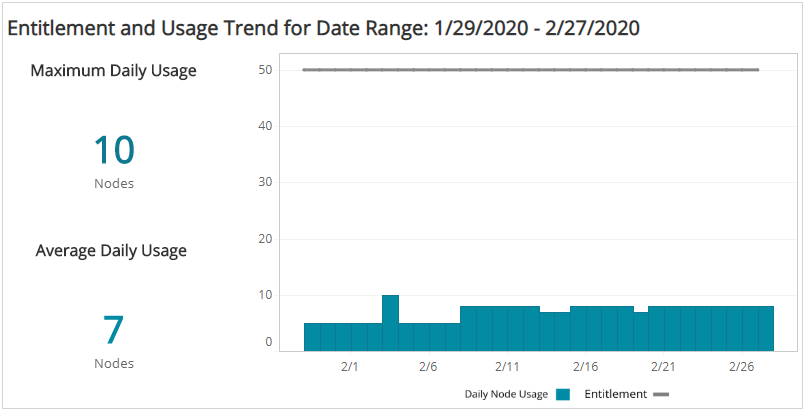 Entitlement and Usage Trend for Date Range: 1/29/2020 - 2/27/2020
Maximum Daily Usage
10
Nodes
Average Daily Usage
7
Nodes
50
40
30
20
10
0
2/1 2/6 2/11 2/16 2/21 2/26
Daily Node Usage Entitlement